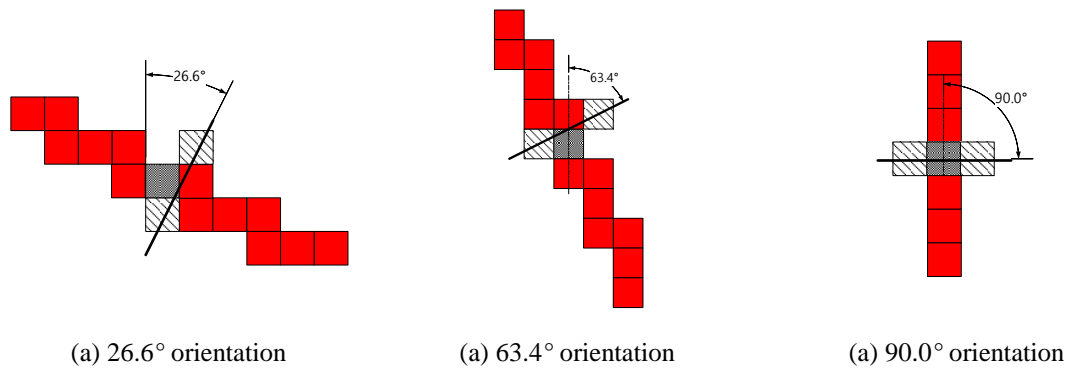 26.6°
63.4°
90.0°
(a) 26.6° orientation
(a) 63.4° orientation
(a) 90.0° orientation